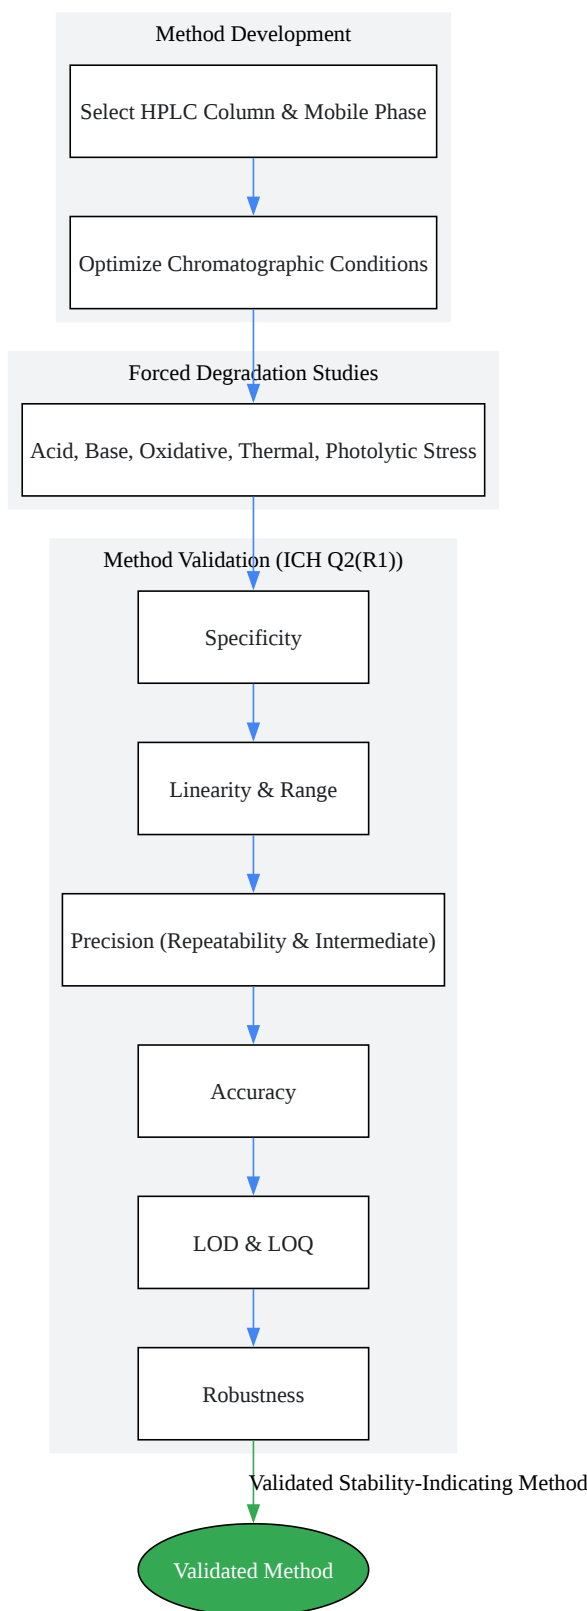 Method Development
Select HPLC Column & Mobile Phase
Optimize Chromatographic Conditions
Forced Degradation Studies
Acid, Base, Oxidative, Thermal, Photolytic Stress
Method Validation (ICH Q2(R1))
Specificity
Linearity & Range
Precision (Repeatability & Intermediate)
Accuracy
LOD & LOQ
Robustness
Validated Stability-Indicating Method
Validated Method